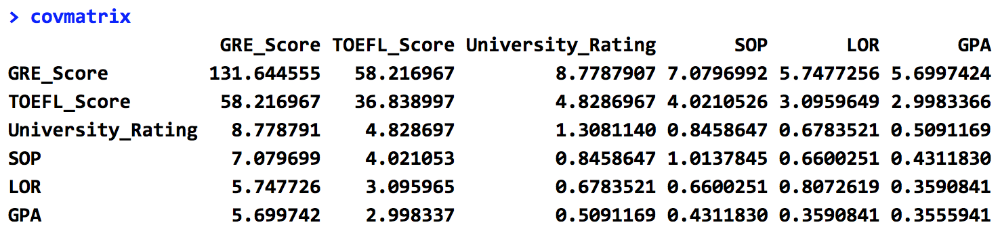 > covmatrix
GRE_Score TOEFL_Score University_Rating SOP LOR GPA
GRE_Score 131.644555 58.216967 8.7787907 7.0796992 5.7477256 5.6997424
TOEFL_Score 58.216967 36.838997 4.8286967 4.0210526 3.0959649 2.9983366
University_Rating 8.778791 4.828697 1.3081140 0.8458647 0.6783521 0.5091169
SOP 7.079699 4.021053 0.8458647 1.0137845 0.6600251 0.4311830
LOR 5.747726 3.095965 0.6783521 0.6600251 0.8072619 0.3590841
GPA 5.699742 2.998337 0.5091169 0.4311830 0.3590841 0.3555941